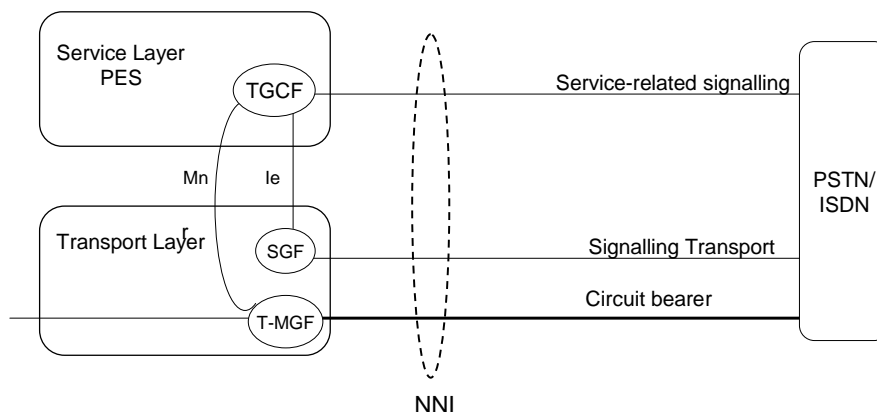 Service Layer
PES
TGCF
Service-related signalling
Mn
Ie
PSTN/
ISDN
Transport Laye r
SGF
Signalling Transport
Circuit bearer
T-MGF
NNI